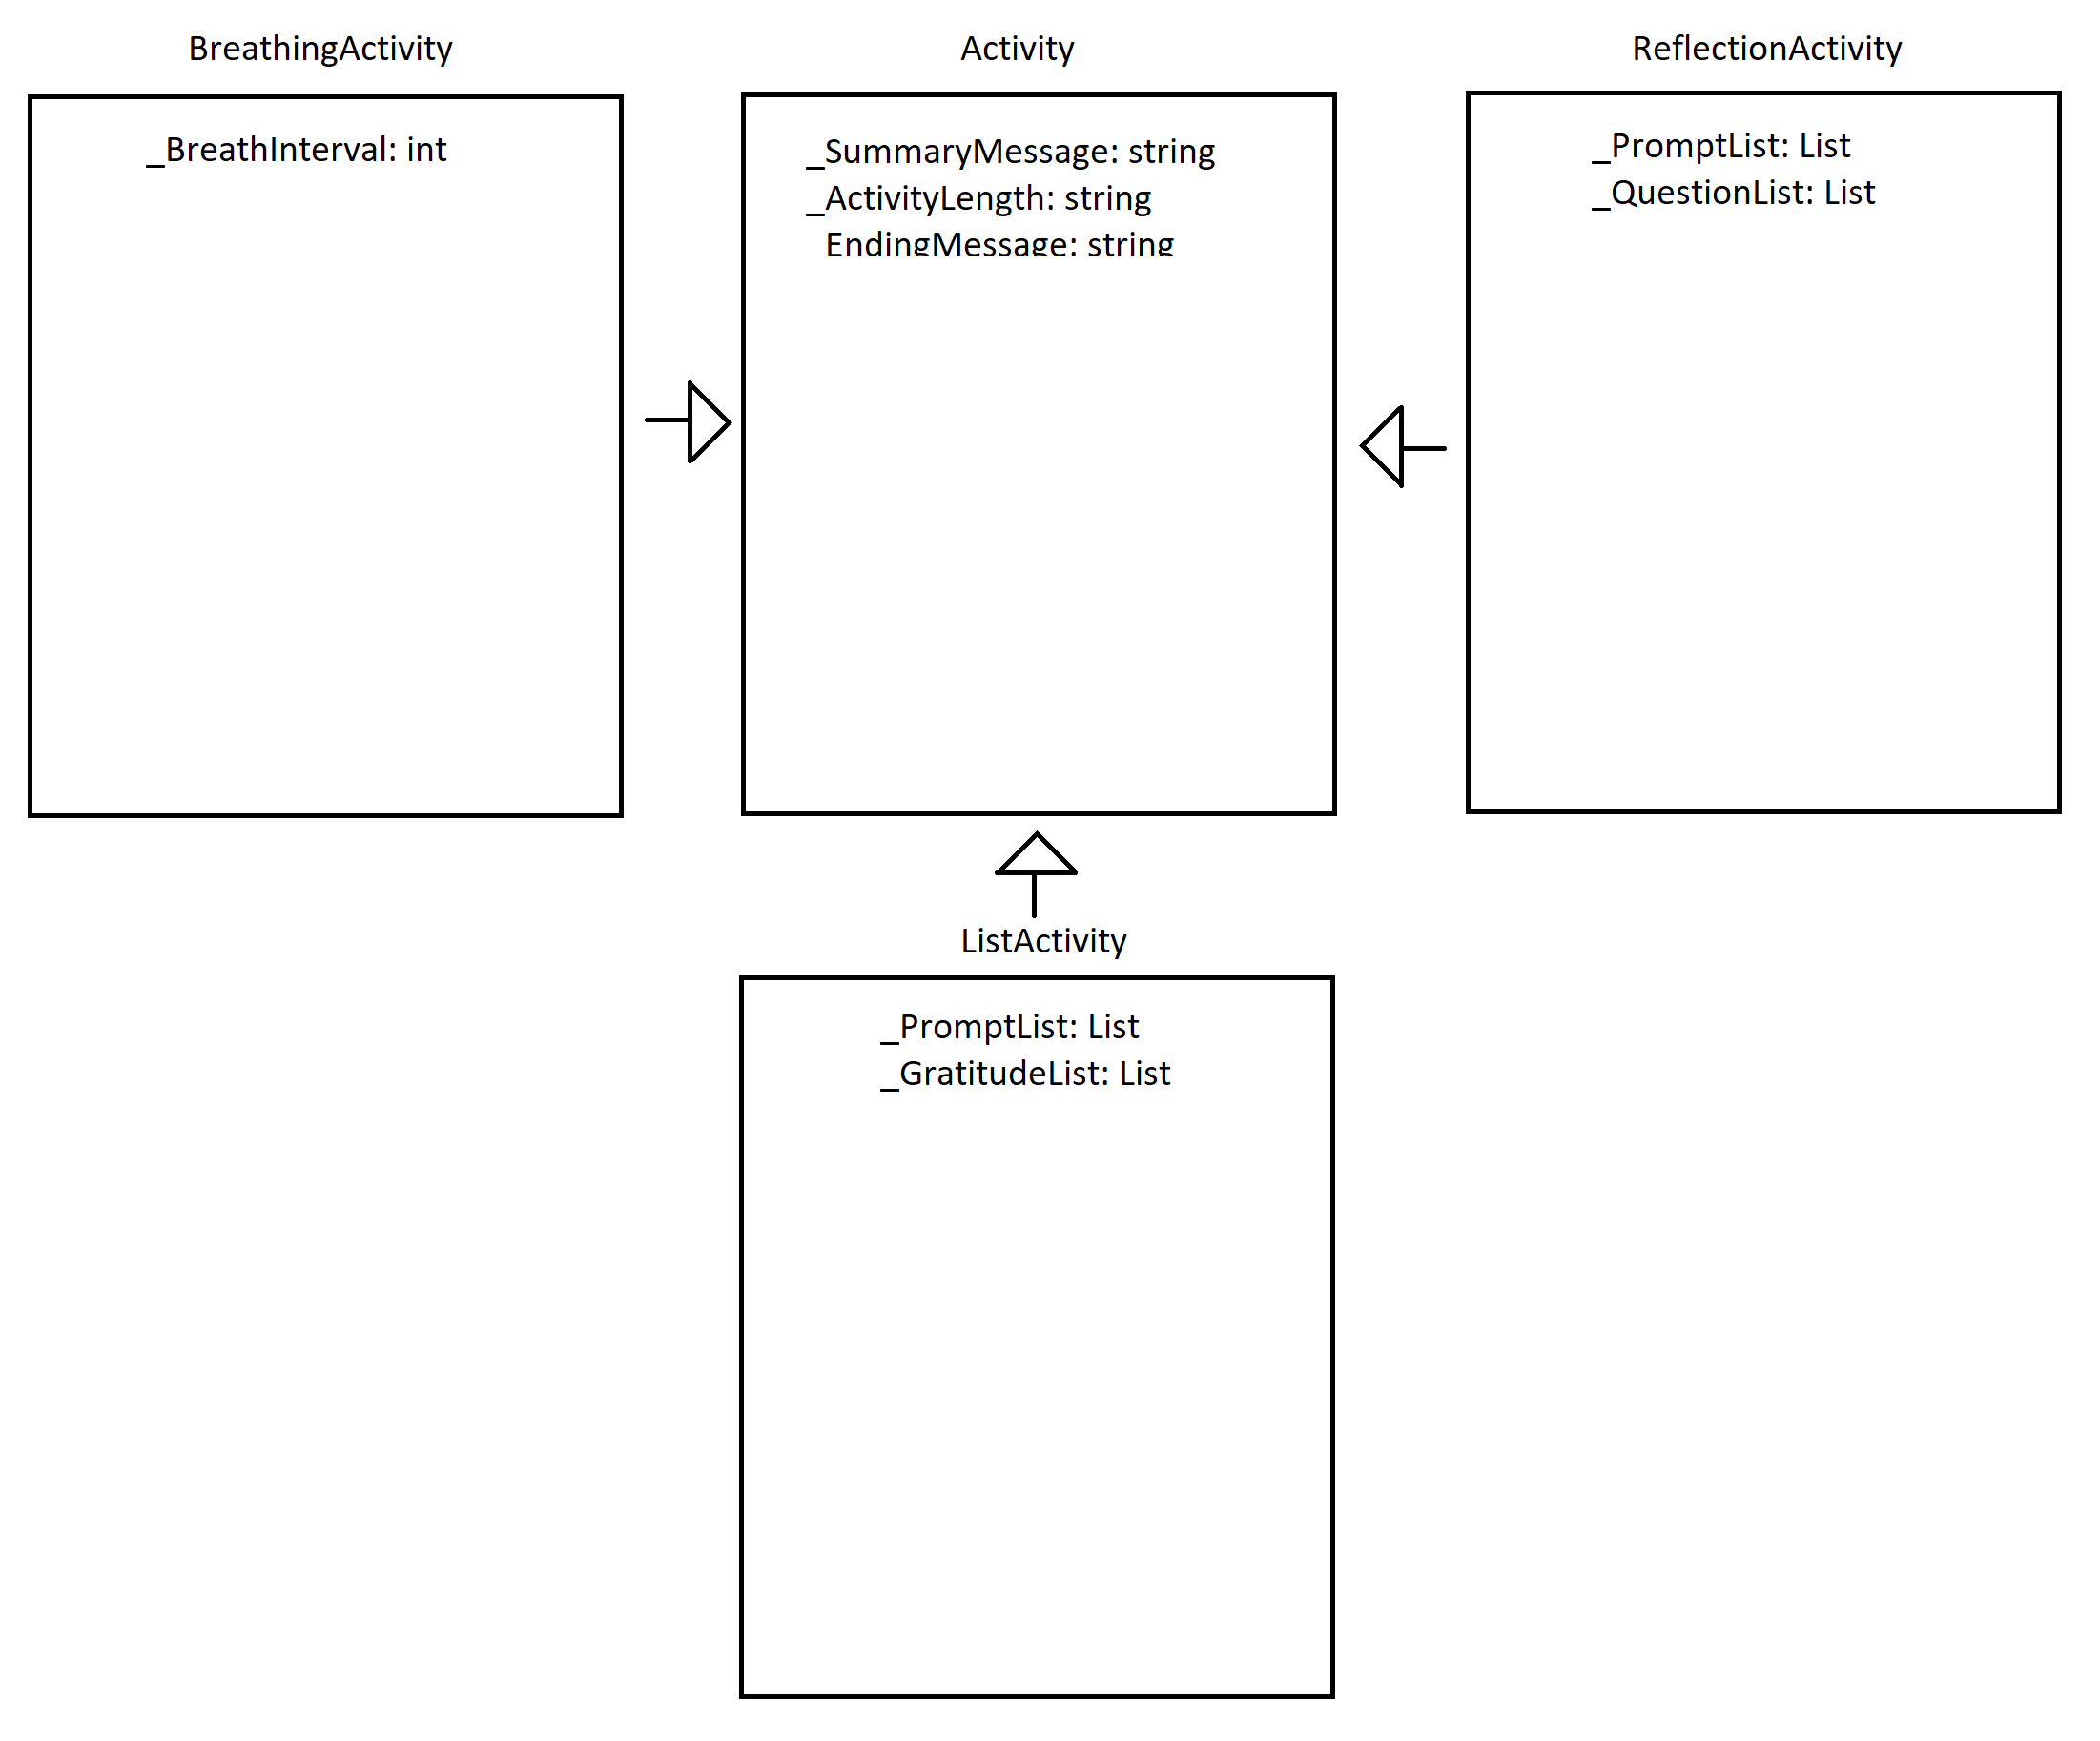 BreathingActivity
_BreathInterval: int
Activity
_SummaryMessage: string
_ActivityLength: string
_EndingMessage: string
ReflectionActivity
_PromptList: List
_QuestionList: List
ListActivity
_PromptList: List
_GratitudeList: List